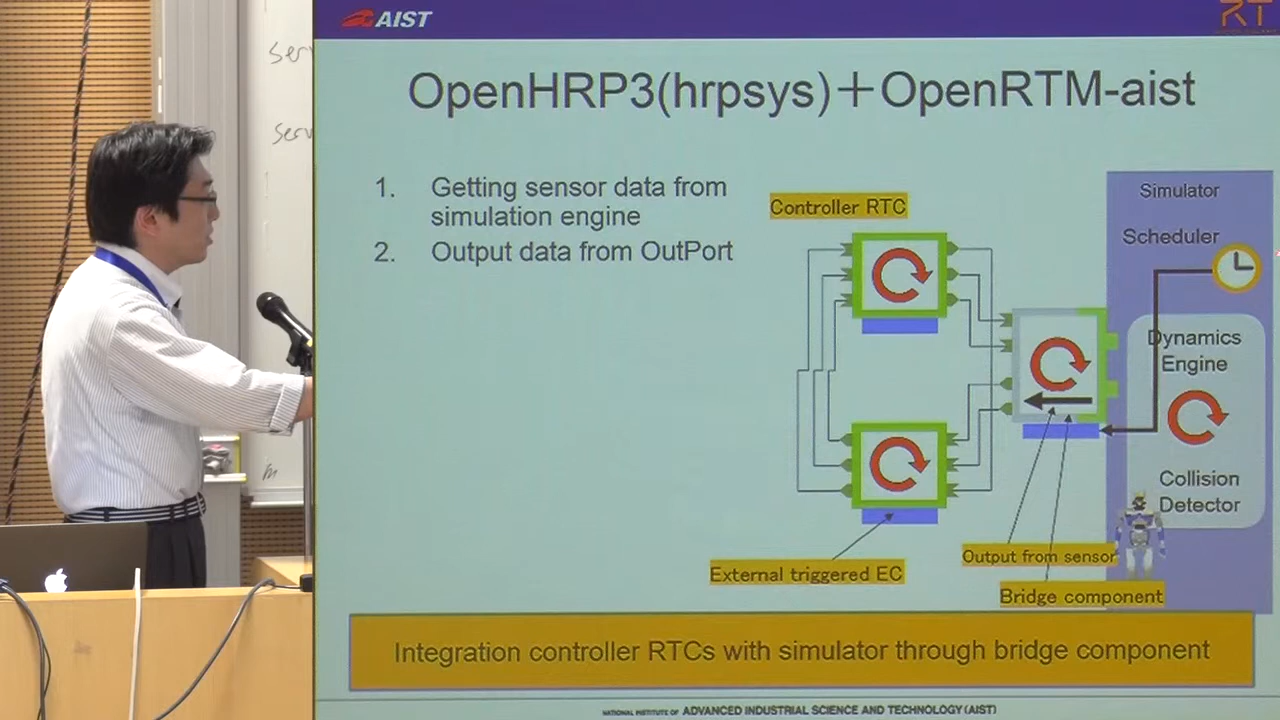 AIST
RT
OpenHRP3(hrpsys)+OpenRTM-aist
1. Getting sensor data from
simulation engine
2. Output data from OutPort
Controller RTC
Simulator
Scheduler
Dynamics
Engine
Collision
Detector
Output from sensor
External triggered EC
Bridge component
Integration controller RTCs with simulator through bridge component
NATIONAL INSTITUTE OF ADVANCED INDUSTRIAL SCIENCE AND TECHNOLOGY (AIST)